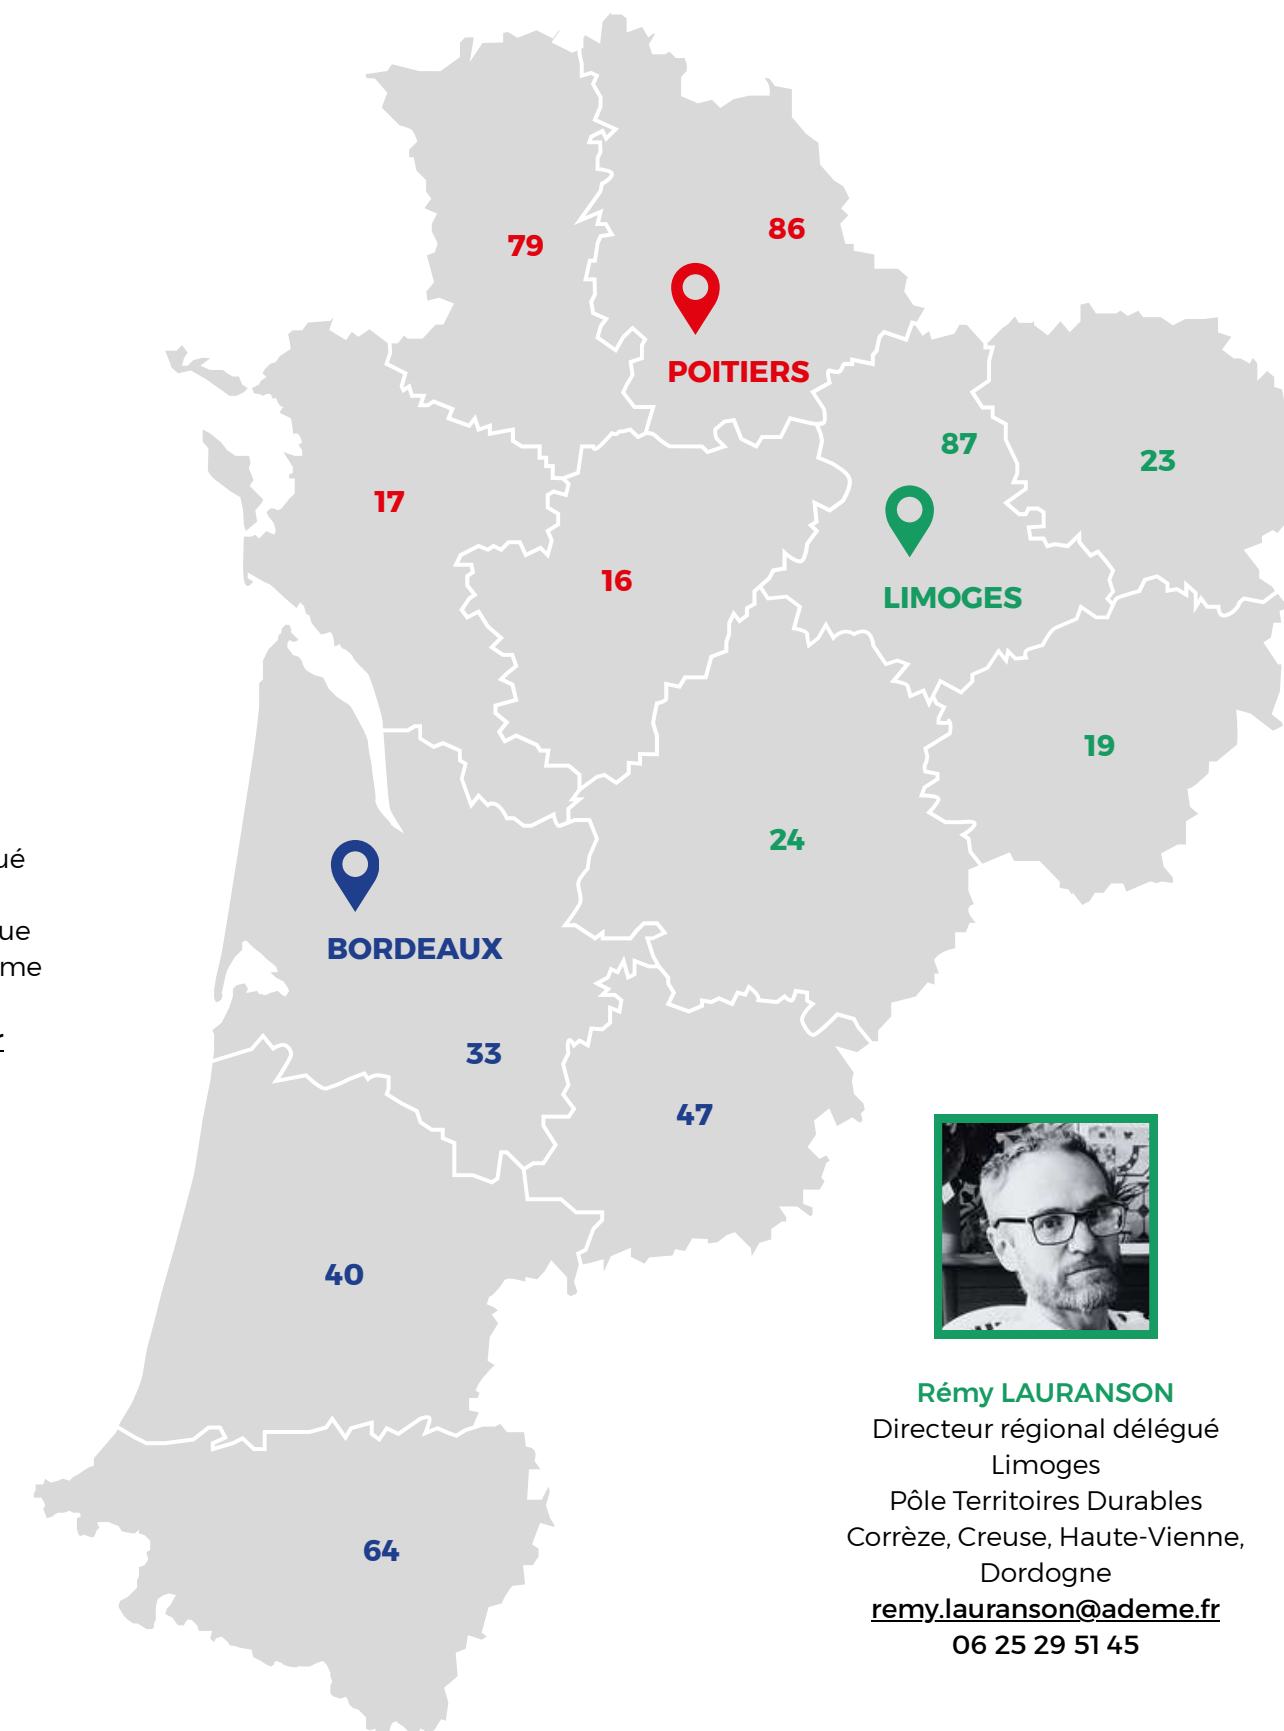 86
79
POITIERS
87
23
17
16
LIMOGES
19
24
BORDEAUX
33
47
40
64
Rémy LAURANSON
Directeur régional délégué
Limoges
Pôle Territoires Durables
Corrèze, Creuse, Haute-Vienne,
Dordogne
remy.lauranson@ademe.fr
06 25 29 51 45